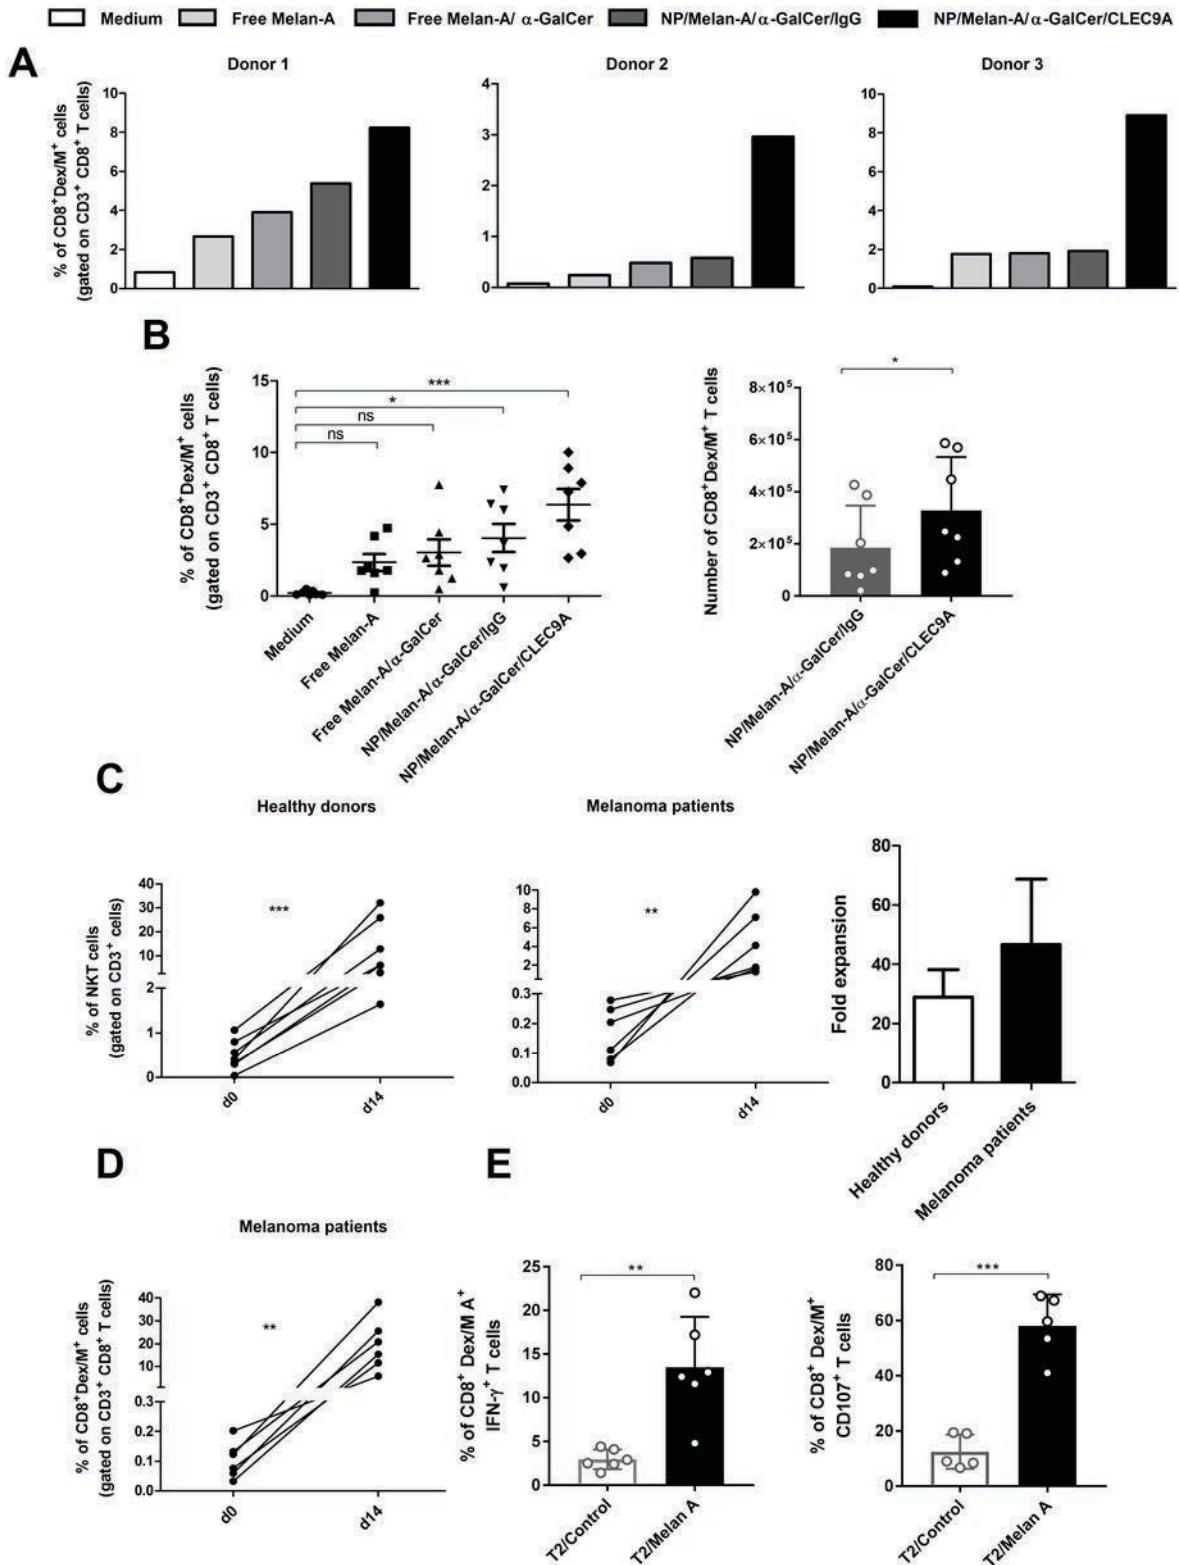 Medium Free Melan-A Free Melan-A/ α-GalCer NP/Melan-A/α-GalCer/IgG NP/Melan-A/α-GalCer/CLEC9A
A
Donor 1 Donor 2 Donor 3
% of CD8⁺Dex/M⁺ cells
(gated on CD3⁺ CD8⁺ T cells)
10
8
6
4
2
0
4
3
2
1
0
10
8
6
4
2
0
B
% of CD8⁺Dex/M⁺ cells
(gated on CD3⁺ CD8⁺ T cells)
15
10
5
0
***
*
ns
ns
Medium
Free Melan-A
Free Melan-A/α-GalCer
NP/Melan-A/α-GalCer/IgG
NP/Melan-A/α-GalCer/CLEC9A
Number of CD8⁺Dex/M⁺ T cells
8×10⁵
6×10⁵
4×10⁵
2×10⁵
0
*
NP/Melan-A/α-GalCer/IgG
NP/Melan-A/α-GalCer/CLEC9A
C
Healthy donors
% of NKT cells
(gated on CD3⁺ cells)
40
30
20
10
2
1
0
***
d0
d14
Melanoma patients
10
8
6
4
2
0.3
0.2
0.1
0.0
**
d0
d14
Fold expansion
80
60
40
20
0
Healthy donors
Melanoma patients
D
Melanoma patients
% of CD8⁺Dex/M⁺ cells
(gated on CD3⁺ CD8⁺ T cells)
40
30
20
10
0.3
0.2
0.1
0.0
**
d0
d14
E
% of CD8⁺ Dex/M A⁺
IFN-γ⁺ T cells
25
20
15
10
5
0
**
T2/Control
T2/Melan A
% of CD8⁺ Dex/M⁺
CD107⁺ T cells
80
60
40
20
0
***
T2/Control
T2/Melan A